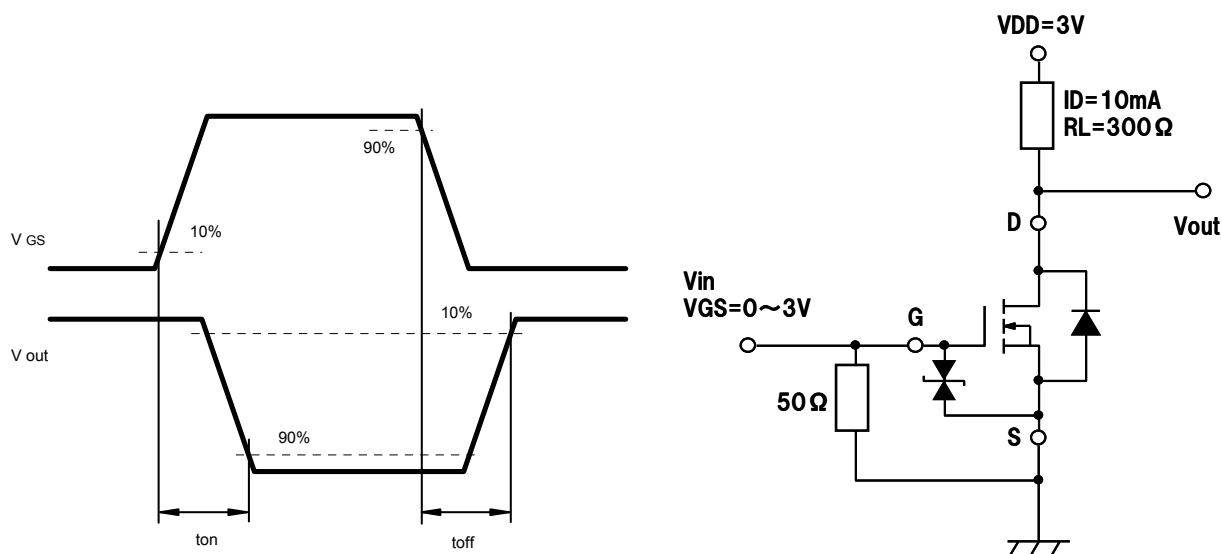 V GS
10%
90%
V out
10%
90%
ton
toff
VDD=3V
ID=10mA
RL=300Ω
D
Vout
Vin
VGS=0～3V
G
50Ω
S